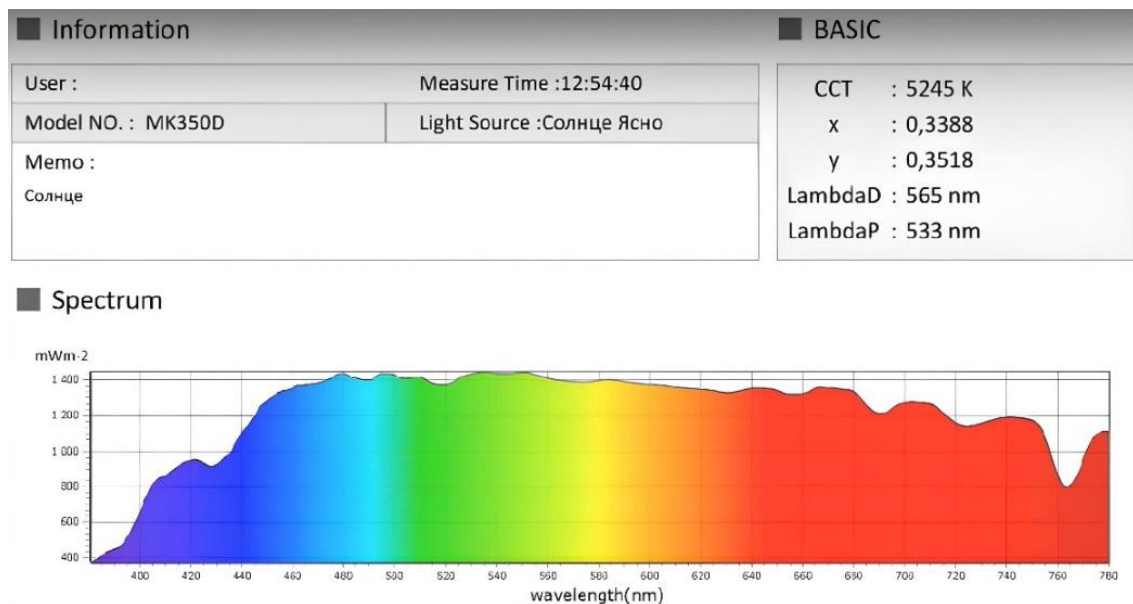 Information
User :
Measure Time :12:54:40
Model NO. : MK350D
Light Source :Солнце Ясно
Memo :
Солнце
BASIC
CCT : 5245 K
x : 0,3388
y : 0,3518
LambdaD : 565 nm
LambdaP : 533 nm
Spectrum
mWm-2
1 400
1 200
1 000
800
600
400
400 420 440 460 480 500 520 540 560 580 600 620 640 660 680 700 720 740 760 780
wavelength(nm)